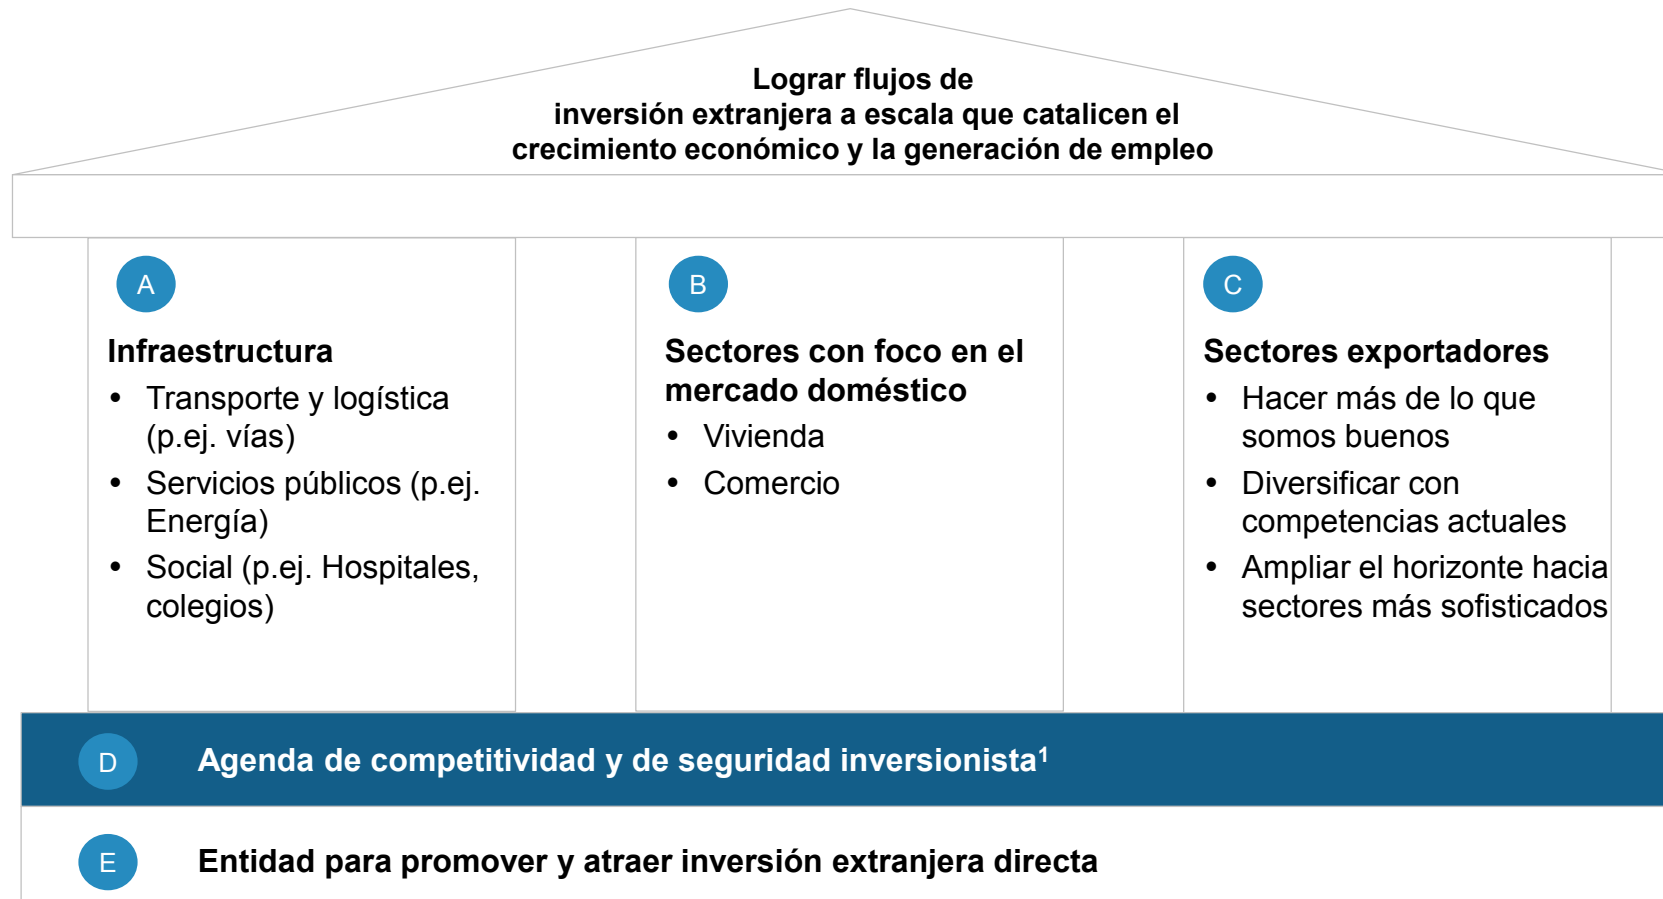 Lograr flujos de
inversión extranjera a escala que catalicen el
crecimiento económico y la generación de empleo
A
Infraestructura
• Transporte y logística
(p.ej. vías)
• Servicios públicos (p.ej.
Energía)
• Social (p.ej. Hospitales,
colegios)
B
Sectores con foco en el
mercado doméstico
• Vivienda
• Comercio
C
Sectores exportadores
• Hacer más de lo que
somos buenos
• Diversificar con
competencias actuales
• Ampliar el horizonte hacia
sectores más sofisticados
D
Agenda de competitividad y de seguridad inversionista¹
E
Entidad para promover y atraer inversión extranjera directa